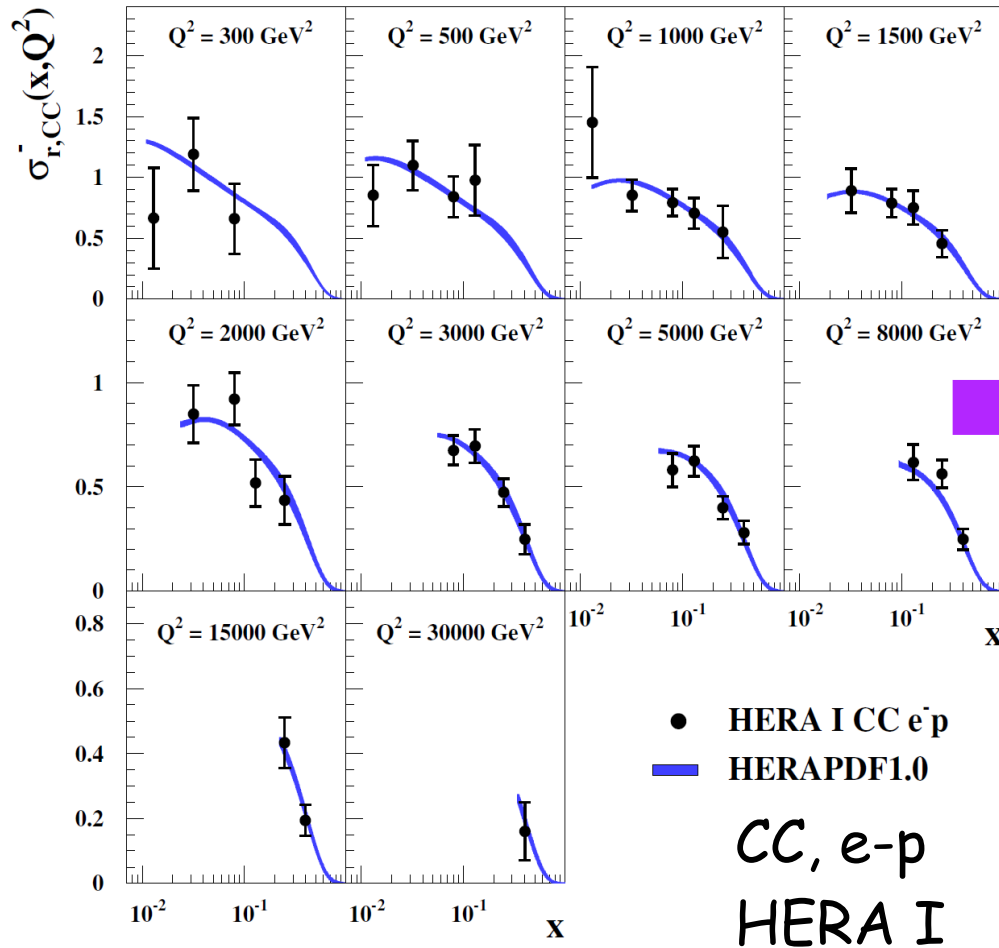 σ⁻r,CC(x,Q²)
Q² = 300 GeV²
Q² = 500 GeV²
Q² = 1000 GeV²
Q² = 1500 GeV²
2
1.5
1
0.5
0
Q² = 2000 GeV²
Q² = 3000 GeV²
Q² = 5000 GeV²
Q² = 8000 GeV²
1
0.5
0
10⁻² 10⁻¹ 10⁻² 10⁻¹
x
Q² = 15000 GeV²
Q² = 30000 GeV²
0.8
0.6
0.4
0.2
0
10⁻² 10⁻¹ 10⁻² 10⁻¹
x
HERA I CC e⁻p
HERAPDF1.0
CC, e-p
HERA I